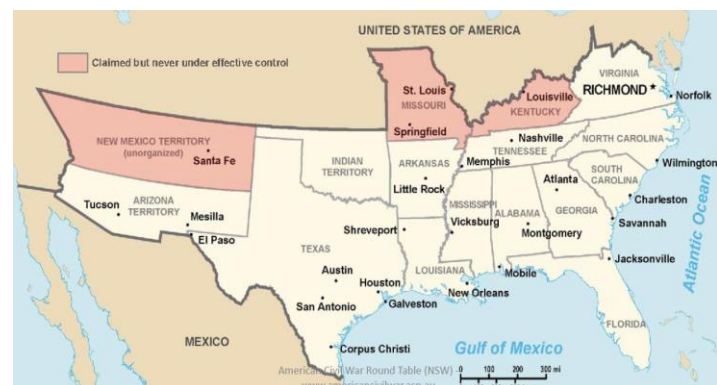 UNITED STATES OF AMERICA
Claimed but never under effective control
St. Louis
MISSOURI
Springfield
Louisville
KENTUCKY
VIRGINIA
RICHMOND
Norfolk
NEW MEXICO TERRITORY
(unorganized)
Santa Fe
INDIAN
TERRITORY
ARKANSAS
Little Rock
Nashville
TENNESSEE
Memphis
NORTH CAROLINA
Wilmington
SOUTH
CAROLINA
Charleston
Tucson
ARIZONA
TERRITORY
Mesilla
El Paso
Atlanta
MISSISSIPPI
Vicksburg
ALABAMA
Montgomery
GEORGIA
Savannah
Shreveport
TEXAS
LOUISIANA
Jacksonville
Atlantic Ocean
Austin
Houston
San Antonio
Galveston
New Orleans
Mobile
FLORIDA
MEXICO
Corpus Christi
Gulf of Mexico
American Civil War Round Table (NSW)
www.americancivilwar.asn.au
0 100 200 300 mi